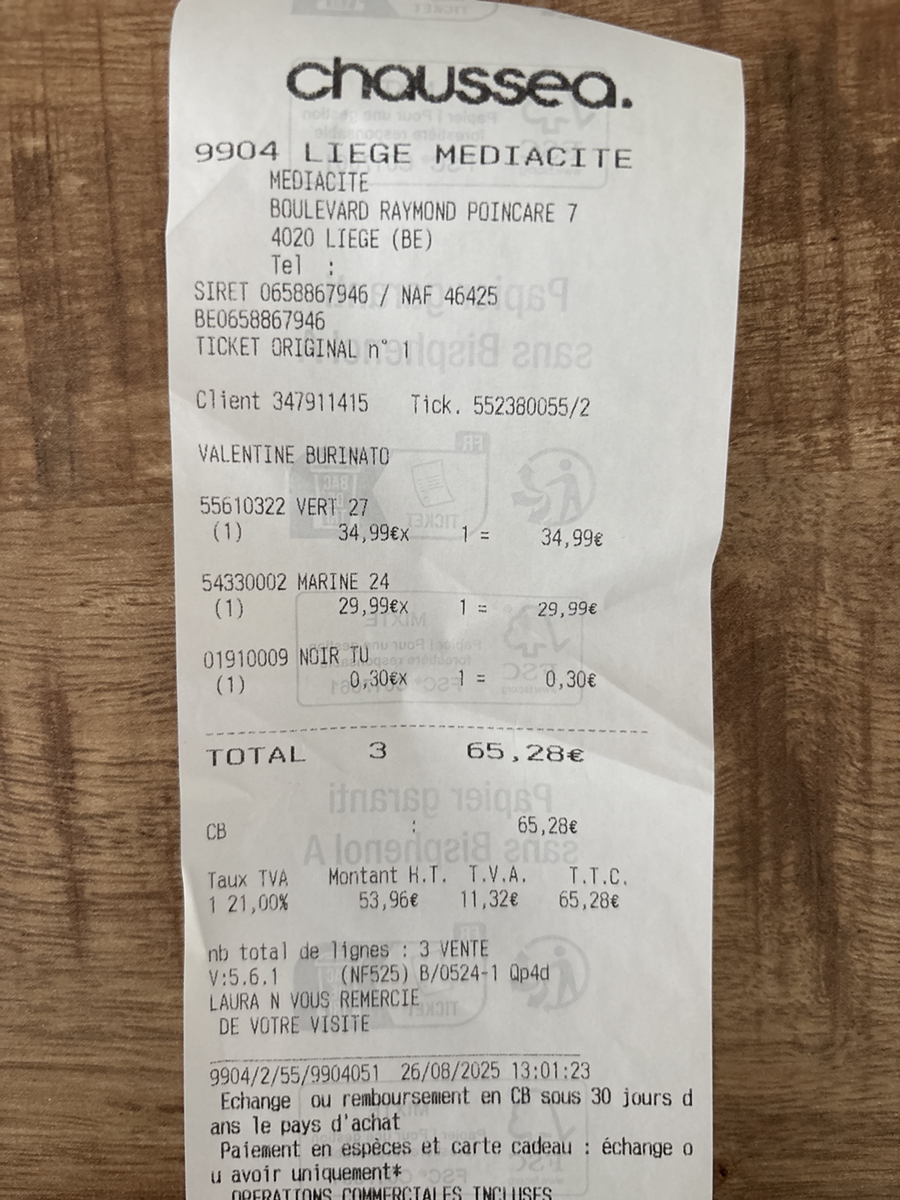 chaussea.
9904 LIEGE MEDIACITE
MEDIACITE
BOULEVARD RAYMOND POINCARE 7
4020 LIEGE (BE)
Tel :
SIRET 0658867946 / NAF 46425
BE0658867946
TICKET ORIGINAL n° 1
Client 347911415 Tick. 552380055/2
VALENTINE BURINATO
55610322 VERT 27
(1) 34,99€x 1 = 34,99€
54330002 MARINE 24
(1) 29,99€x 1 = 29,99€
01910009 NOIR TU
(1) 0,30€x 1 = 0,30€
TOTAL 3 65,28€
CB : 65,28€
Taux TVA Montant H.T. T.V.A. T.T.C.
1 21,00% 53,96€ 11,32€ 65,28€
nb total de lignes : 3 VENTE
V:5.6.1 (NF525) B/0524-1 Qp4d
LAURA N VOUS REMERCIE
DE VOTRE VISITE
9904/2/55/9904051 26/08/2025 13:01:23
Echange ou remboursement en CB sous 30 jours d
ans le pays d'achat
Paiement en espèces et carte cadeau : échange o
u avoir uniquement*
OPERATIONS COMMERCIALES INCLUSES